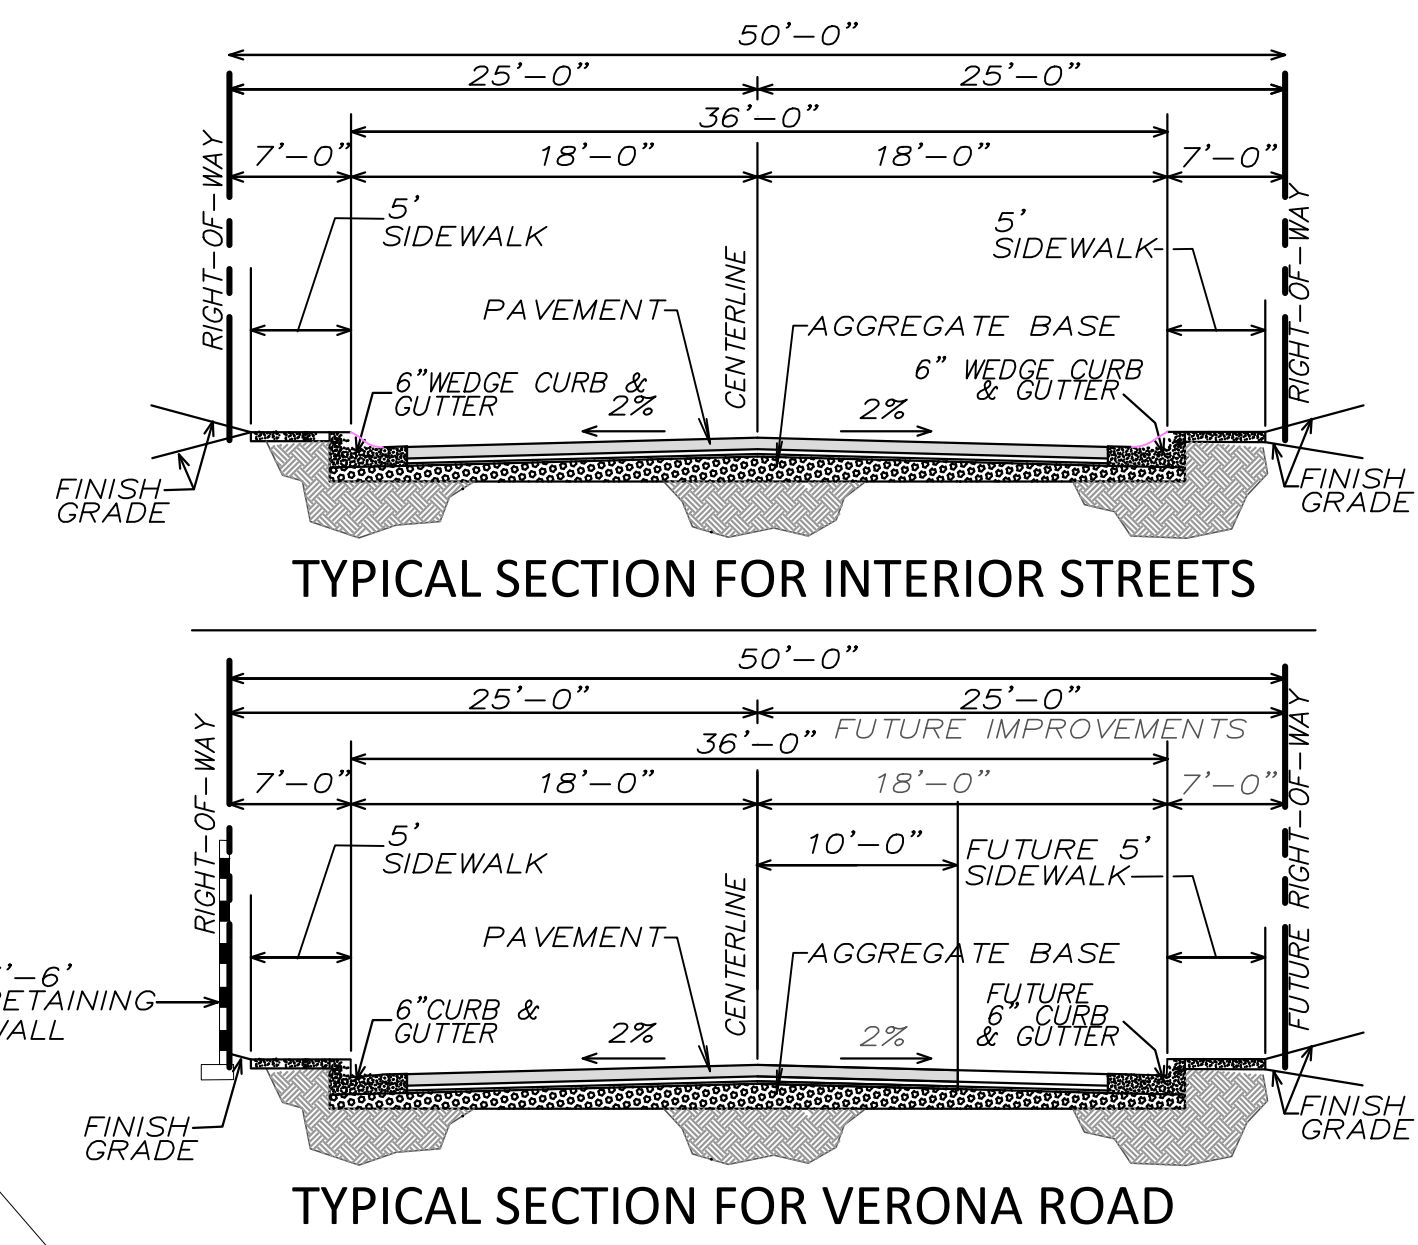 50'-0"
25'-0" 25'-0"
36'-0"
7'-0" 18'-0" 18'-0" 7'-0"
RIGHT-OF-WAY
RIGHT-OF-WAY
5'
SIDEWALK
5'
SIDEWALK
CENTERLINE
PAVEMENT
AGGREGATE BASE
6" WEDGE CURB
& GUTTER
6"WEDGE CURB &
GUTTER
2% 2%
FINISH
GRADE
FINISH
GRADE
TYPICAL SECTION FOR INTERIOR STREETS
50'-0"
25'-0" 25'-0"
FUTURE IMPROVEMENTS
36'-0"
7'-0" 18'-0" 18'-0" 7'-0"
RIGHT-OF-WAY
FUTURE RIGHT-OF-WAY
5'
SIDEWALK
10'-0"
FUTURE 5'
SIDEWALK
CENTERLINE
PAVEMENT
AGGREGATE BASE
-6'
ETAINING
ALL
6"CURB &
GUTTER
FUTURE
6" CURB
& GUTTER
2% 2%
FINISH
GRADE
FINISH
GRADE
TYPICAL SECTION FOR VERONA ROAD